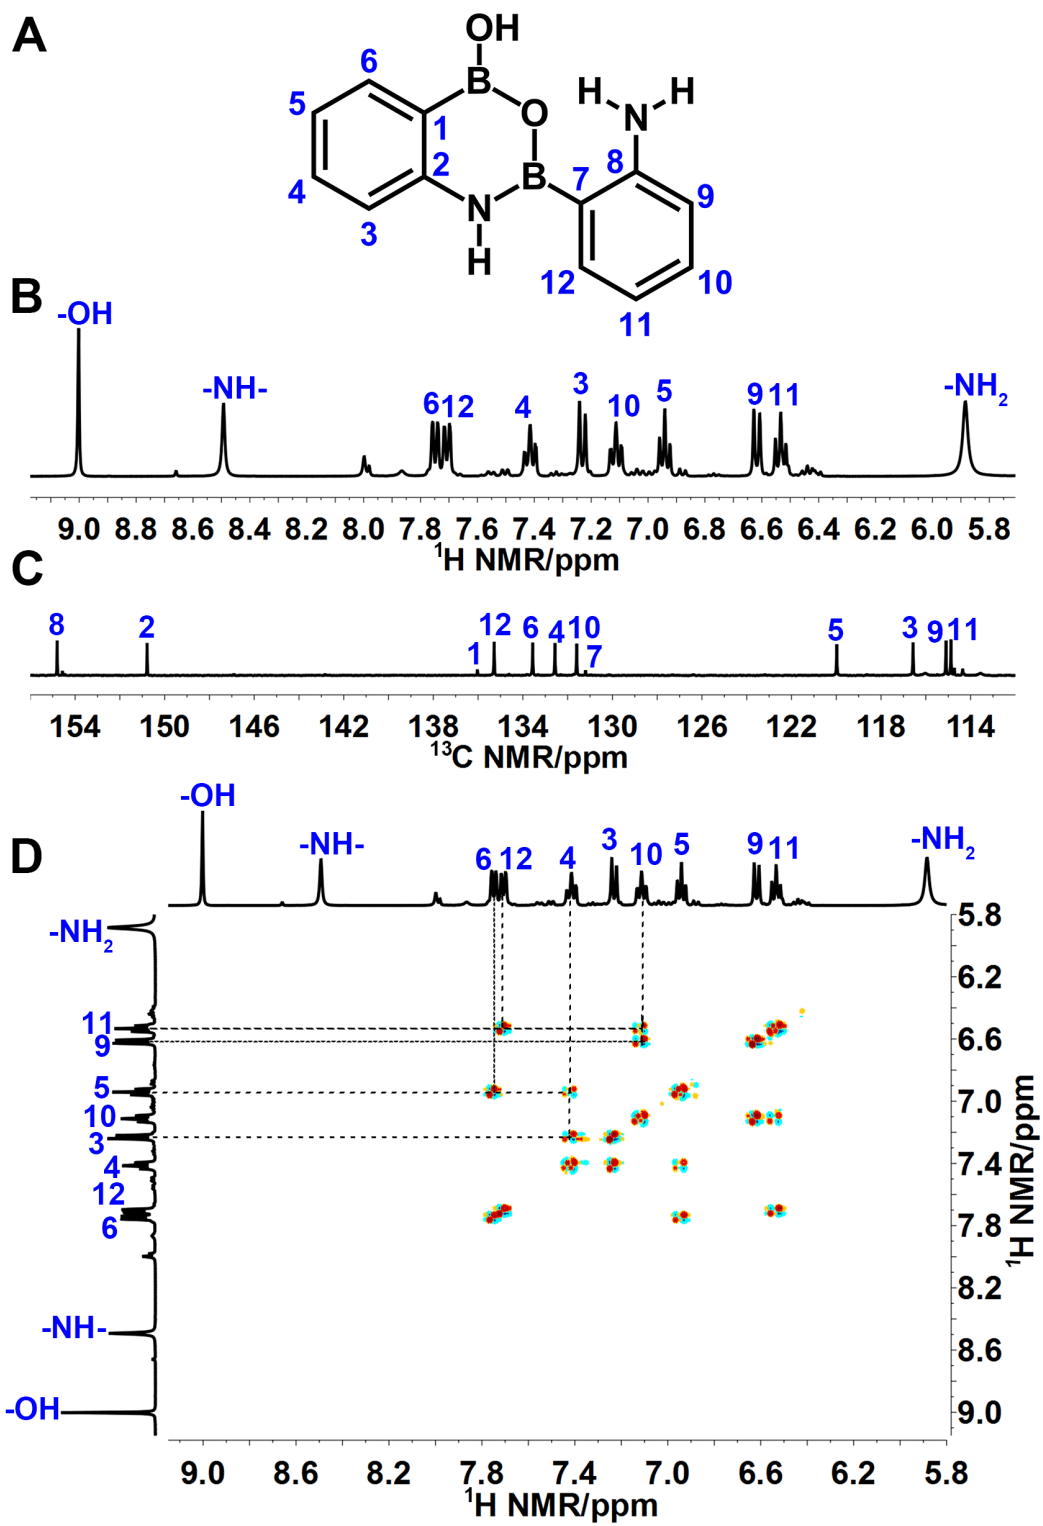 A
OH
6
B
H
H
5
O
N
1
8
2
B
7
4
N
9
3
H
12
10
11
B
-OH
-NH-
6 12
4
3
10
5
9 11
-NH2
9.0 8.8 8.6 8.4 8.2 8.0 7.8 7.6 7.4 7.2 7.0 6.8 6.6 6.4 6.2 6.0 5.8
1H NMR/ppm
C
8
2
1
12
6
4
10
7
5
3
9
11
154 150 146 142 138 134 130 126 122 118 114
13C NMR/ppm
D
-OH
-NH-
6 12
4
3
10
5
9 11
-NH2
-NH2
11
9
5
10
3
4
12
6
-NH-
-OH
5.8
6.2
6.6
7.0
7.4
7.8
8.2
8.6
9.0
1H NMR/ppm
9.0 8.6 8.2 7.8 7.4 7.0 6.6 6.2 5.8
1H NMR/ppm